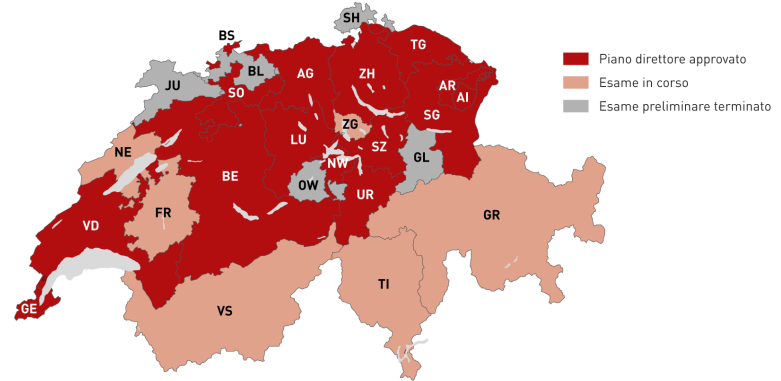 SH
BS
TG
BL
AG
ZH
JU
SO
AR
AI
ZG
SG
NE
LU
SZ
NW
GL
BE
OW
UR
FR
VD
GR
TI
GE
VS
Piano direttore approvato
Esame in corso
Esame preliminare terminato